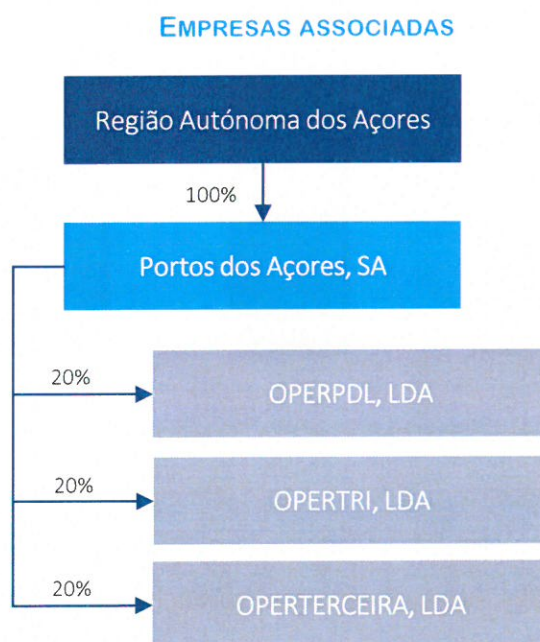 EMPRESAS ASSOCIADAS
Região Autónoma dos Açores
100%
Portos dos Açores, SA
20%
OPERPDL, LDA
20%
OPERTRI, LDA
20%
OPERTERCEIRA, LDA